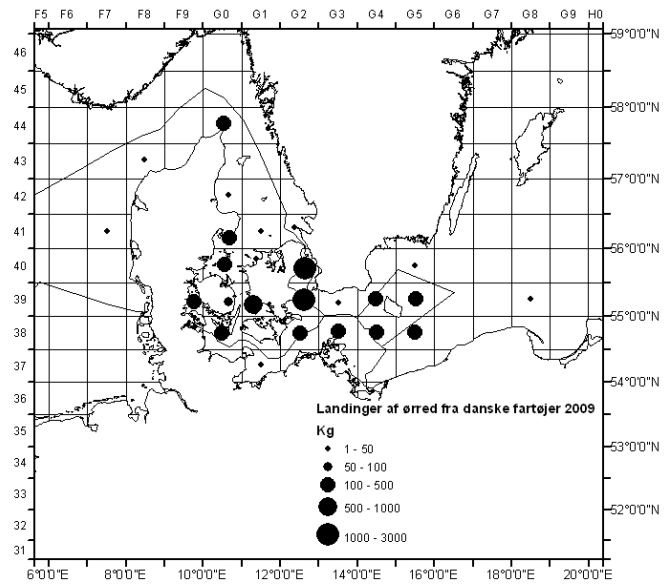 F5 F6 F7 F8 F9 G0 G1 G2 G3 G4 G5 G6 G7 G8 G9 H0
46
45
44
43
42
41
40
39
38
37
36
35
34
33
32
31
59°0'0"N
58°0'0"N
57°0'0"N
56°0'0"N
55°0'0"N
54°0'0"N
53°0'0"N
52°0'0"N
Landinger af ørred fra danske fartøjer 2009
Kg
1 - 50
50 - 100
100 - 500
500 - 1000
1000 - 3000
6°0'0"E 8°0'0"E 10°0'0"E 12°0'0"E 14°0'0"E 16°0'0"E 18°0'0"E 20°0'0"E